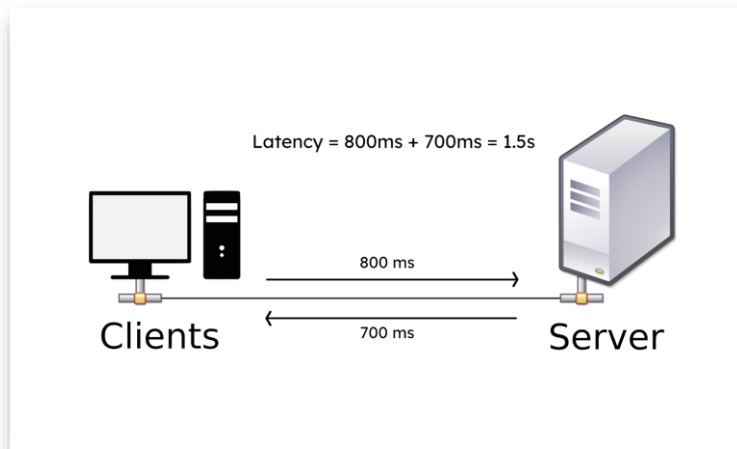 Latency = 800ms + 700ms = 1.5s
800 ms
700 ms
Clients
Server